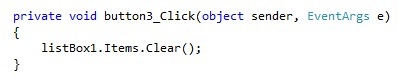 private void button3_Click(object sender, EventArgs e)
{
    listBox1.Items.Clear();
}